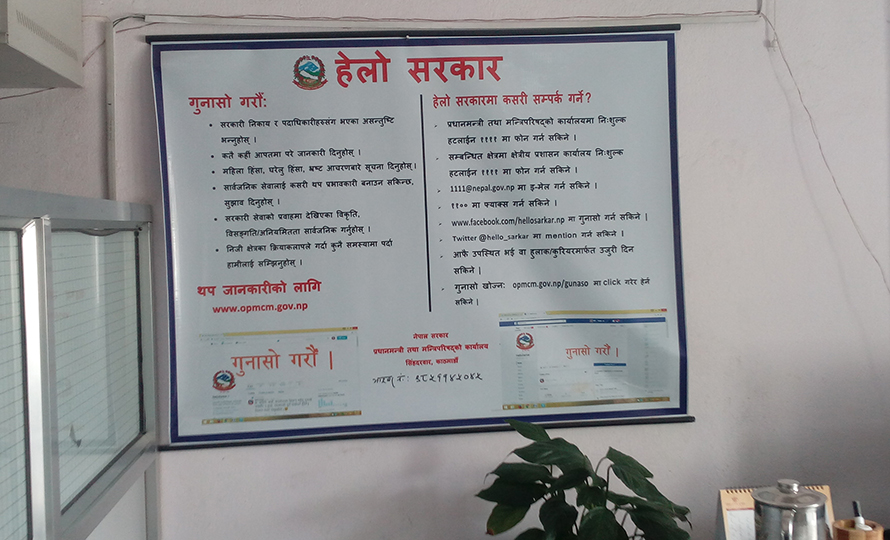 हेलो सरकार
गुनासो गरौं:
सरकारी निकाय र पदाधिकारीहरुसंग भएका असन्तुष्टि
भन्नुहोस् ।
कतै कहीं आपतमा परे जानकारी दिनुहोस् ।
महिला हिंसा, घरेलु हिंसा, भ्रष्ट आचरणबारे सूचना दिनुहोस् ।
सार्वजनिक सेवालाई कसरी थप प्रभावकारी बनाउन सकिन्छ,
सुझाव दिनुहोस् ।
सरकारी सेवाको प्रवाहमा देखिएका विकृति,
विसङ्गति/अनियमितता सार्वजनिक गर्नुहोस् ।
निजी क्षेत्रका क्रियाकलापले गर्दा कुनै समस्यामा पर्दा
हामीलाई सम्झिनुहोस् ।
थप जानकारीको लागि
www.opmcm.gov.np
हेलो सरकारमा कसरी सम्पर्क गर्ने?
प्रधानमन्त्री तथा मन्त्रिपरिषद्को कार्यालयमा निःशुल्क
हटलाईन ११११ मा फोन गर्न सकिने ।
सम्बन्धित क्षेत्रमा क्षेत्रीय प्रशासन कार्यालय निःशुल्क
हटलाईन ११११ मा फोन गर्न सकिने ।
1111@nepal.gov.np मा इ-मेल गर्न सकिने ।
११०० मा फ्याक्स गर्न सकिने ।
www.facebook.com/hellosarkar.np मा गुनासो गर्न सकिने ।
Twitter @hello_sarkar मा mention गर्न सकिने ।
आफै उपस्थित भई वा हुलाक/कुरियरमार्फत उजुरी दिन
सकिने ।
गुनासो खोज्न: opmcm.gov.np/gunaso मा click गरेर हेर्न
सकिने ।
गुनासो गरौं ।
नेपाल सरकार
प्रधानमन्त्री तथा मन्त्रिपरिषद्को कार्यालय
सिंहदरबार, काठमाडौँ
गुनासो गरौं ।